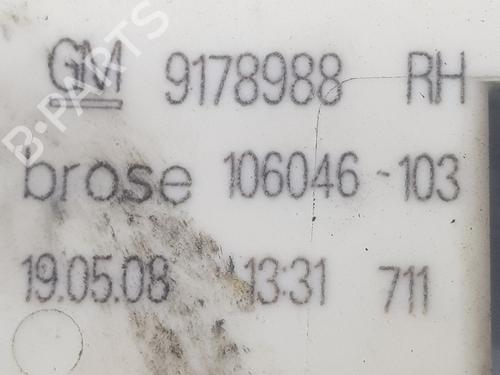 GM 9178988 RH
brose 106046-103
19.05.08 13:31 711
B-PARTS